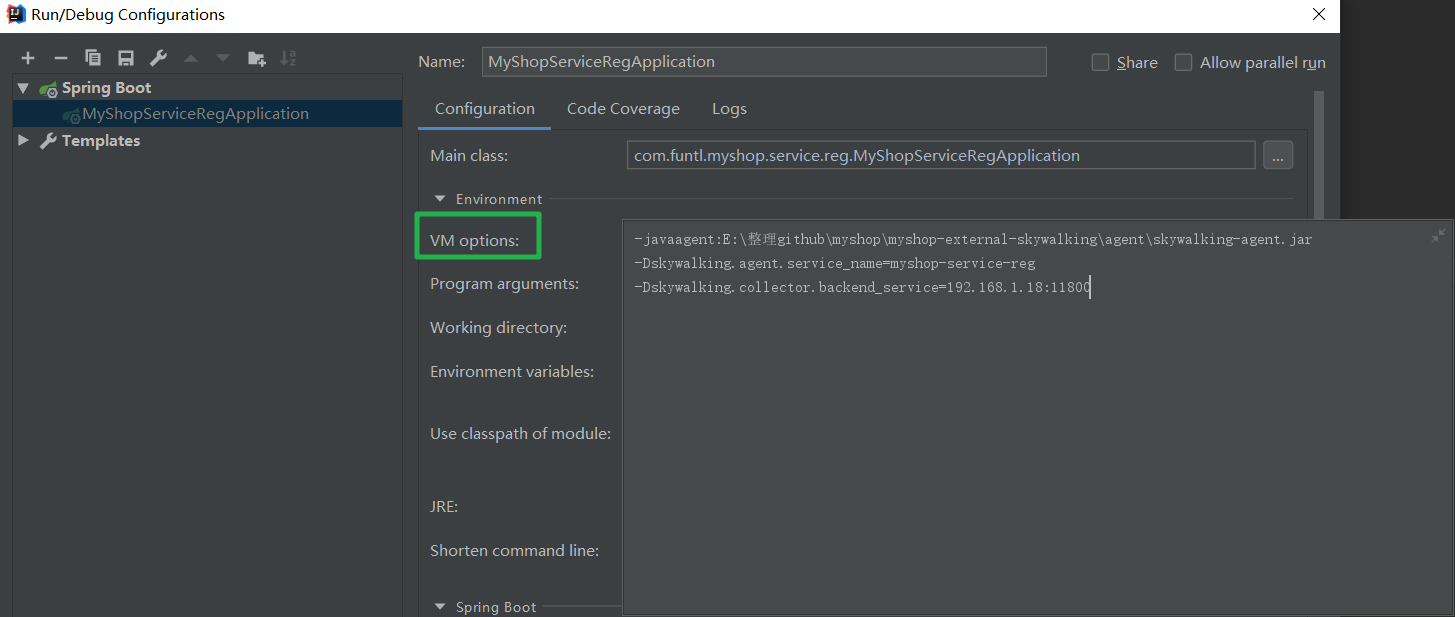 Run/Debug Configurations
Name: MyShopServiceRegApplication
Share
Allow parallel run
Spring Boot
MyShopServiceRegApplication
Templates
Configuration Code Coverage Logs
Main class: com.funtl.myshop.service.reg.MyShopServiceRegApplication ...
Environment
VM options:
-javaagent:E:\整理github\myshop\myshop-external-skywalking\agent\skywalking-agent.jar
-Dskywalking.agent.service_name=myshop-service-reg
-Dskywalking.collector.backend_service=192.168.1.18:11800
Program arguments:
Working directory:
Environment variables:
Use classpath of module:
JRE:
Shorten command line:
Spring Boot